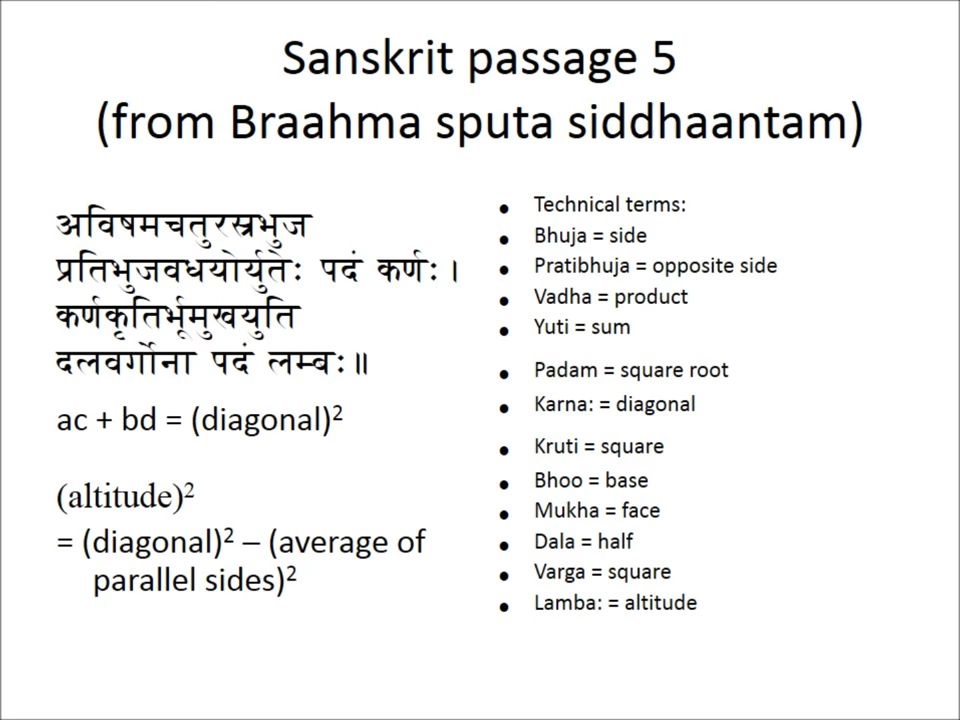 Sanskrit passage 5
(from Braahma sputa siddhaantam)
अविषमचतुरस्रभुज
प्रतिभुजवधयोर्युतेः पदं कर्णः।
कर्णकृतिर्भूमुखयुति
दलवर्गोना पदं लम्बः॥
ac + bd = (diagonal)²
(altitude)²
= (diagonal)² – (average of
parallel sides)²
• Technical terms:
• Bhuja = side
• Pratibhuja = opposite side
• Vadha = product
• Yuti = sum
• Padam = square root
• Karna: = diagonal
• Kruti = square
• Bhoo = base
• Mukha = face
• Dala = half
• Varga = square
• Lamba: = altitude